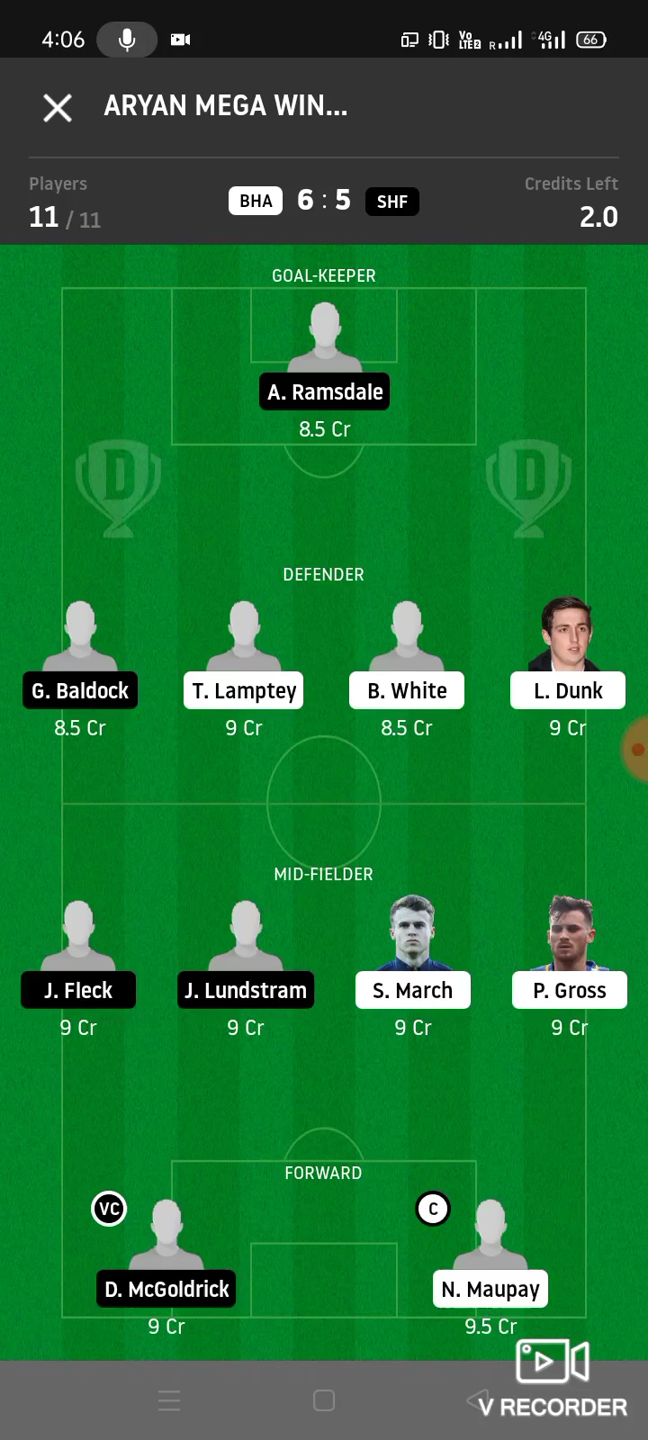 4:06 Vo LTE2 R 4G 66
ARYAN MEGA WIN...
Players
Credits Left
11 / 11
BHA 6 : 5 SHF
2.0
GOAL-KEEPER
A. Ramsdale
8.5 Cr
D D
DEFENDER
G. Baldock T. Lamptey B. White L. Dunk
8.5 Cr 9 Cr 8.5 Cr 9 Cr
MID-FIELDER
J. Fleck J. Lundstram S. March P. Gross
9 Cr 9 Cr 9 Cr 9 Cr
FORWARD
VC C
D. McGoldrick N. Maupay
9 Cr 9.5 Cr
V RECORDER